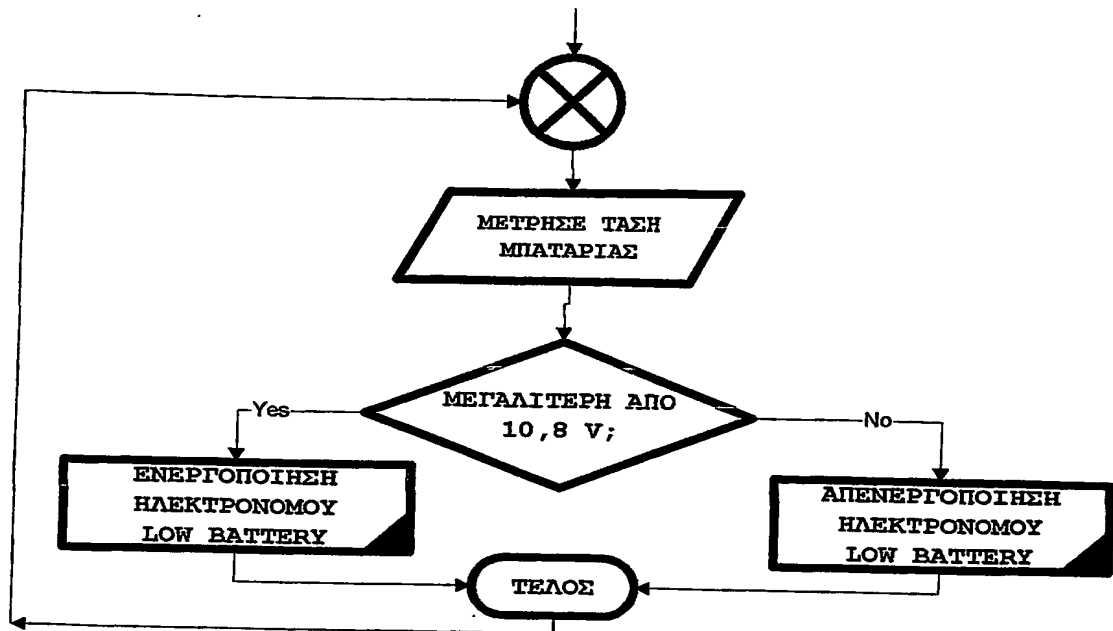 ΜΕΤΡΗΣΕ ΤΑΣΗ
ΜΠΑΤΑΡΙΑΣ
ΜΕΓΑΛΙΤΕΡΗ ΑΠΟ
10,8 V;
Yes
No
ΕΝΕΡΓΟΠΟΙΗΣΗ
ΗΛΕΚΤΡΟΝΟΜΟΥ
LOW BATTERY
ΑΠΕΝΕΡΓΟΠΟΙΗΣΗ
ΗΛΕΚΤΡΟΝΟΜΟΥ
LOW BATTERY
ΤΕΛΟΣ